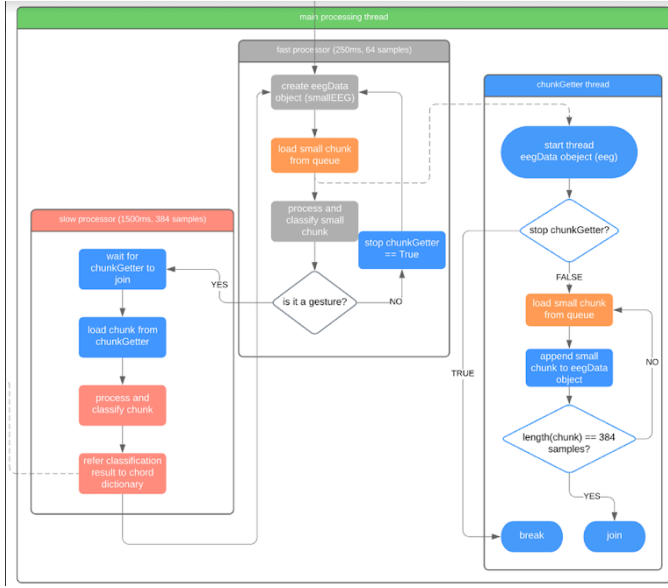 main processing thread
fast processor (250ms, 64 samples)
create eegData
object (smallEEG)
load small chunk
from queue
process and
classify small
chunk
stop chunkGetter
== True
is it a gesture?
YES
NO
slow processor (1500ms, 384 samples)
wait for
chunkGetter to
join
load chunk from
chunkGetter
process and
classify chunk
refer classification
result to chord
dictionary
chunkGetter thread
start thread
eegData obeject (eeg)
stop chunkGetter?
FALSE
TRUE
load small chunk
from queue
append small
chunk to eegData
object
NO
length(chunk) == 384
samples?
YES
break
join